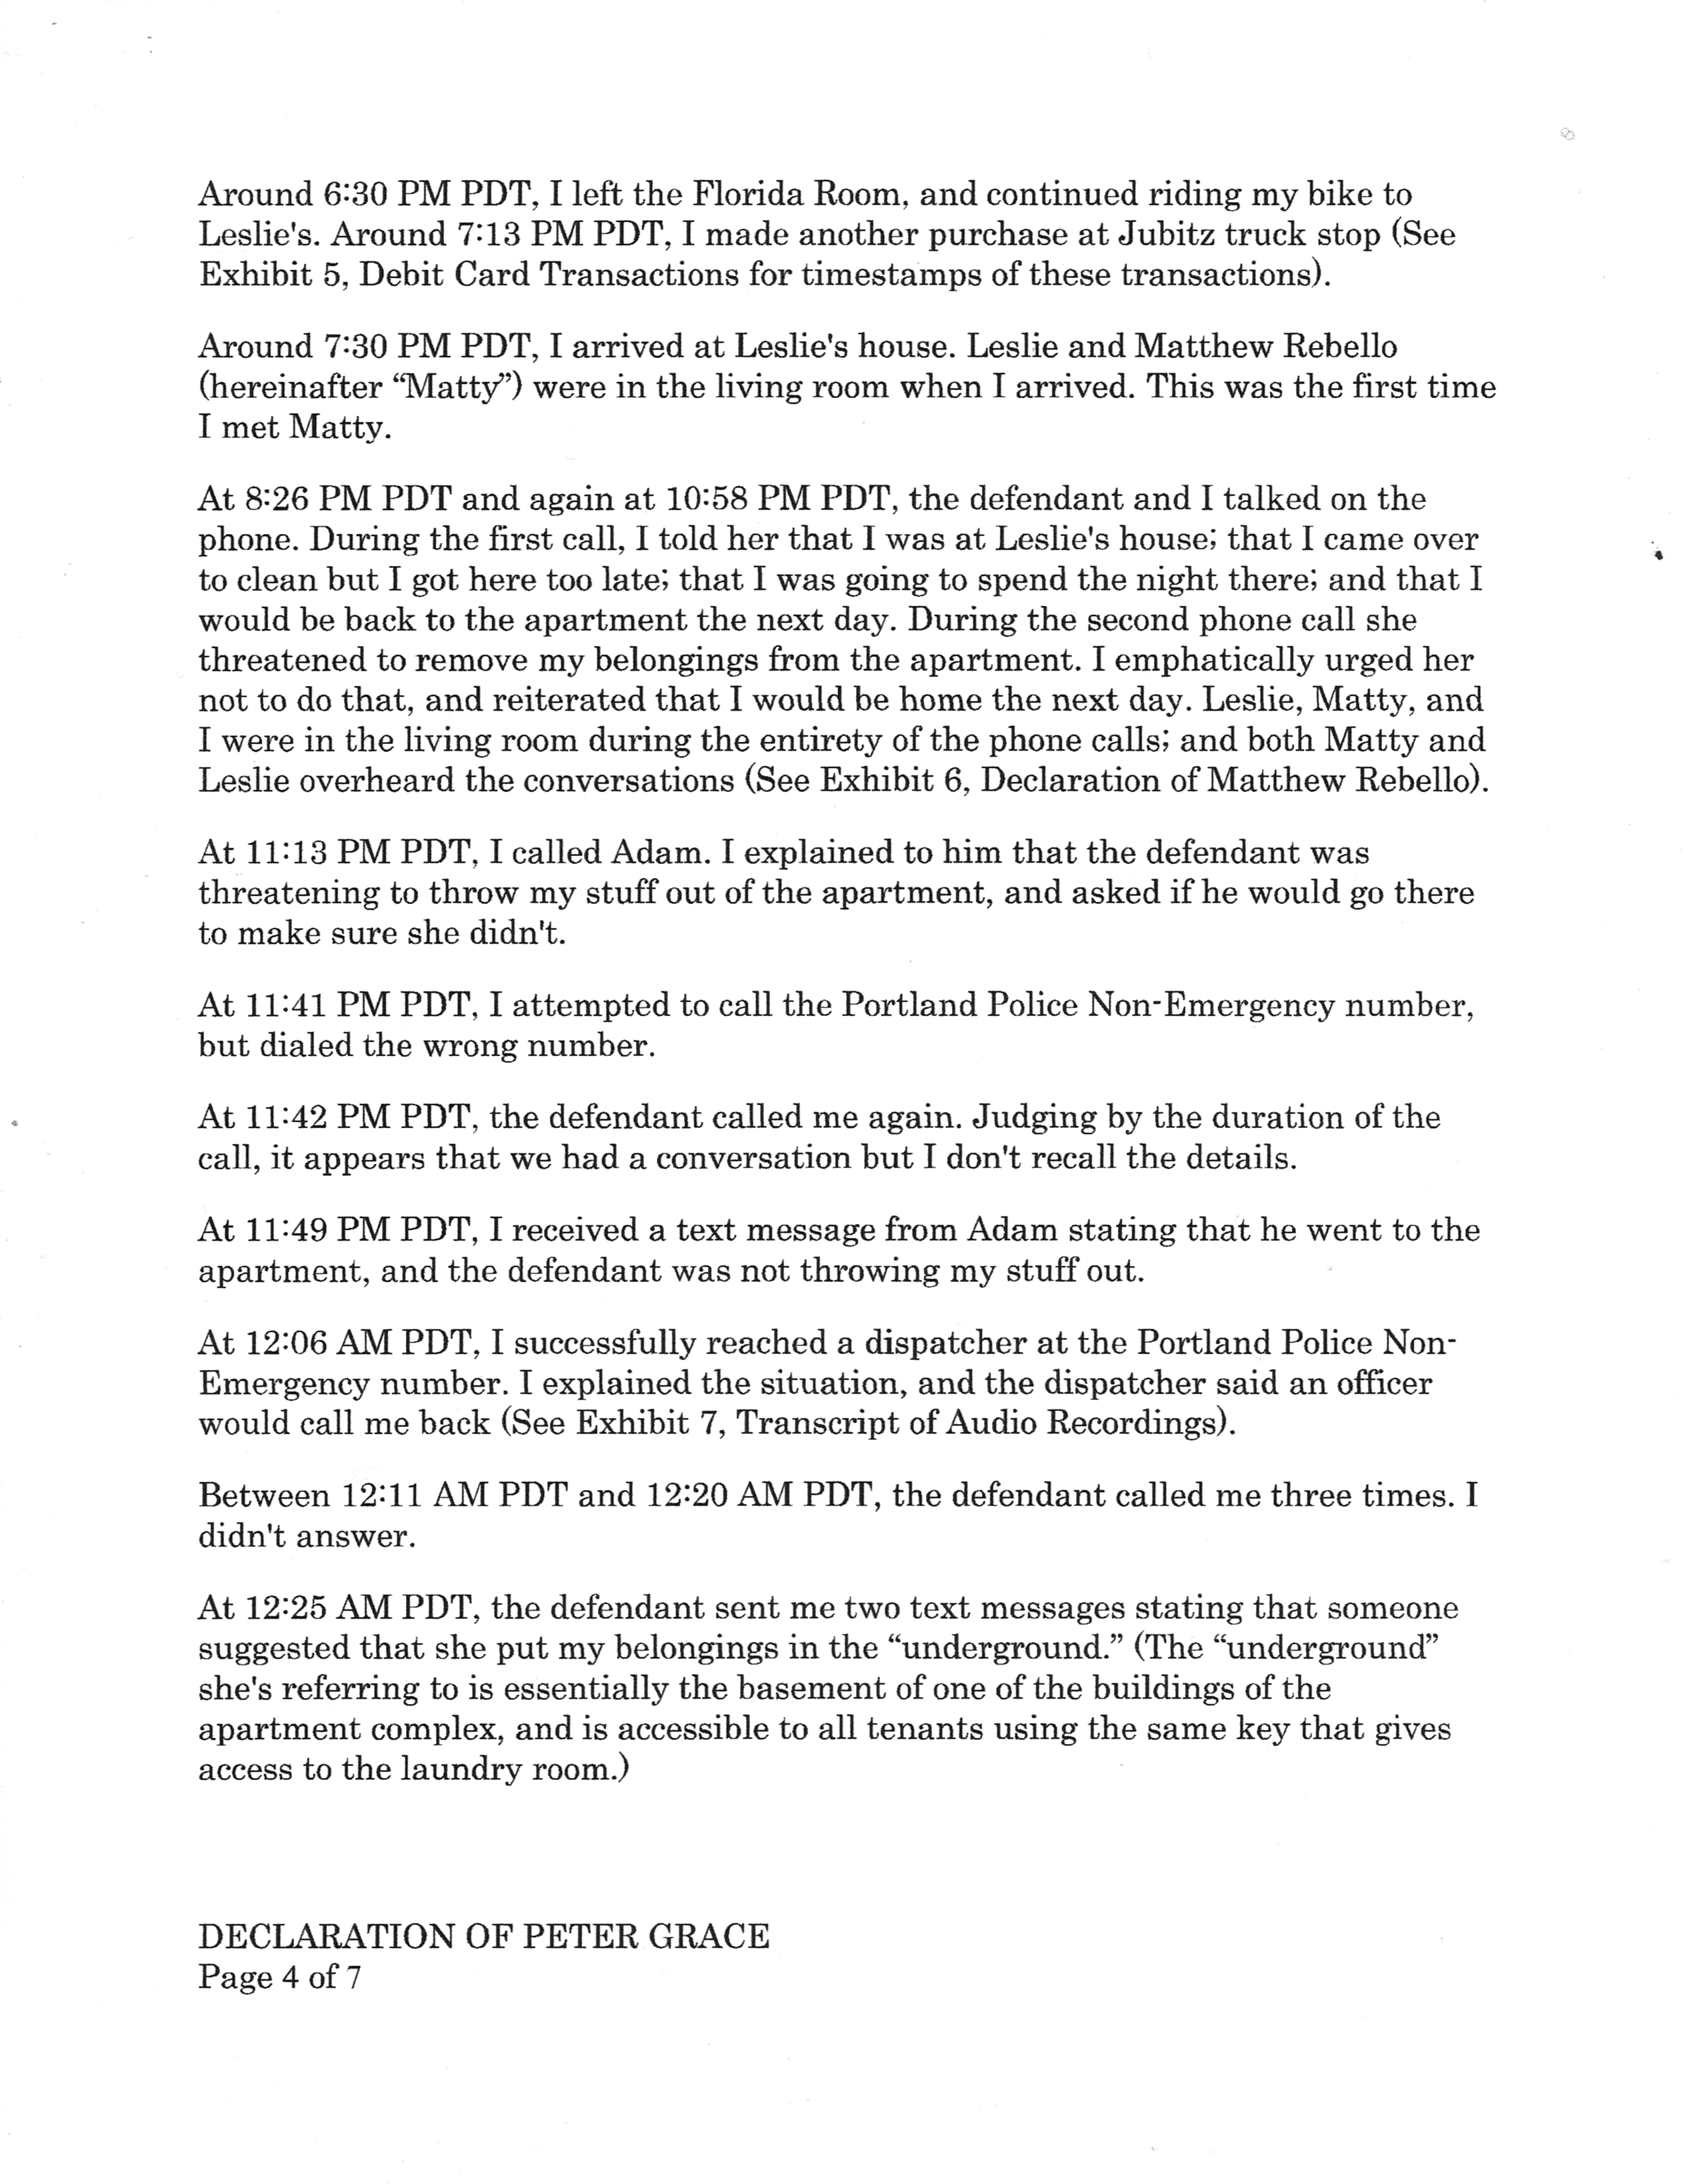 Around 6:30 PM PDT, I left the Florida Room, and continued riding my bike to
Leslie's. Around 7:13 PM PDT, I made another purchase at Jubitz truck stop (See
Exhibit 5, Debit Card Transactions for timestamps of these transactions).
Around 7:30 PM PDT, I arrived at Leslie's house. Leslie and Matthew Rebello
(hereinafter “Matty”) were in the living room when I arrived. This was the first time
I met Matty.
At 8:26 PM PDT and again at 10:58 PM PDT, the defendant and I talked on the
phone. During the first call, I told her that I was at Leslie's house; that I came over
to clean but I got here too late; that I was going to spend the night there; and that I
would be back to the apartment the next day. During the second phone call she
threatened to remove my belongings from the apartment. I emphatically urged her
not to do that, and reiterated that I would be home the next day. Leslie, Matty, and
I were in the living room during the entirety of the phone calls; and both Matty and
Leslie overheard the conversations (See Exhibit 6, Declaration of Matthew Rebello).
At 11:13 PM PDT, I called Adam. I explained to him that the defendant was
threatening to throw my stuff out of the apartment, and asked if he would go there
to make sure she didn't.
At 11:41 PM PDT, I attempted to call the Portland Police Non-Emergency number,
but dialed the wrong number.
At 11:42 PM PDT, the defendant called me again. Judging by the duration of the
call, it appears that we had a conversation but I don't recall the details.
At 11:49 PM PDT, I received a text message from Adam stating that he went to the
apartment, and the defendant was not throwing my stuff out.
At 12:06 AM PDT, I successfully reached a dispatcher at the Portland Police Non-
Emergency number. I explained the situation, and the dispatcher said an officer
would call me back (See Exhibit 7, Transcript of Audio Recordings).
Between 12:11 AM PDT and 12:20 AM PDT, the defendant called me three times. I
didn't answer.
At 12:25 AM PDT, the defendant sent me two text messages stating that someone
suggested that she put my belongings in the “underground.” (The “underground”
she's referring to is essentially the basement of one of the buildings of the
apartment complex, and is accessible to all tenants using the same key that gives
access to the laundry room.)
DECLARATION OF PETER GRACE
Page 4 of 7